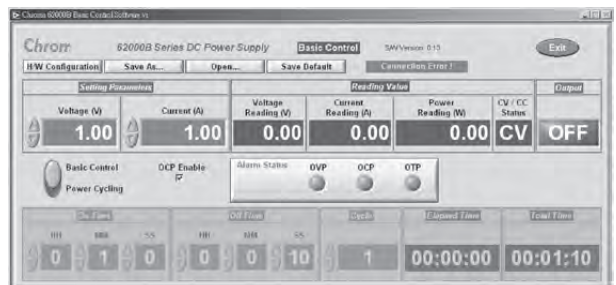 Chroma 62000B Basic Control Software v1
Chrom 62000B Series DC Power Supply Basic Control S/W Version 0.13 Exit
H/W Configuration Save As... Open... Save Default Connection Error !
Setting Parameters Reading Value Output
Voltage (V) Current (A) Voltage Reading (V) Current Reading (A) Power Reading (W) CV / CC Status
1.00 1.00 0.00 0.00 0.00 CV OFF
Basic Control OCP Enable Alarm Status OVP OCP OTP
Power Cycling
On Time Off Time Cycle Elapsed Time Total Time
HH MM SS HH MM SS
0 1 0 0 0 10 1 00:00:00 00:01:10